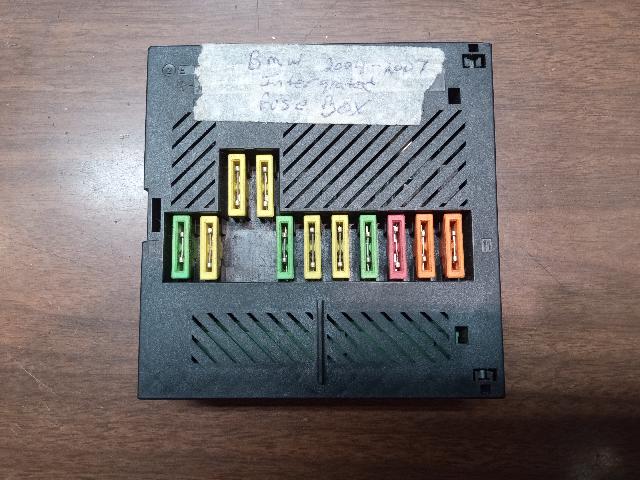 BMW 2004-2007
Intergrated
Fuse Box